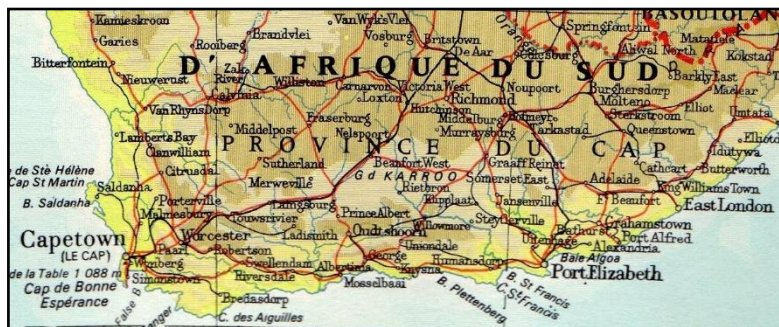 Kamieskroon
Brandvlei
Van Wyk's Vlei
Springfontein
BASOUTOLAN
Garies
Rooiberg
Vosburg
Britstown
De Aar
Colesburg
Aliwal North
Matatiele
Kokstad
Bitterfontein
Nieuwerust
Zak
River
D' AFRIQUE DU SUD
Barkly East
Williston
Carnarvon
Victoria West
Noupoort
Burghersdorp
Maclear
Calvinia
Loxton
Richmond
Molteno
Elliot
Van Rhyns Dorp
Fraserburg
Hutchinson
Middelburg
Sterkstroom
Umtata
Lamberts Bay
Middelpost
Nelspoort
Murraysburg
Tarkastad
Queenstown
Clanwilliam
PROVINCE DU CAP
Idutywa
Elliotd
e de Ste Hélène
Sutherland
Beaufort West
Graaff Reinet
Cathcart
Butterworth
Cap St Martin
Citrusdal
Gd KARROO
Somerset East
Adelaide
Saldanha
Merweville
Rietbron
King Williams Town
B. Saldanha
Porterville
Laingsburg
Klipplaat
Jansenville
Ft Beaufort
East London
Malmesbury
Touwsrivier
Prince Albert
Willowmore
Steytlerville
Grahamstown
Capetown
Worcester
Ladismith
Oudtshoorn
Bathurst
Port Alfred
(LE CAP)
Paarl
Robertson
Uniondale
Uitenhage
Alexandria
Wynberg
Swellendam
Albertinia
George
Humansdorp
Baie Algoa
de la Table 1 088 m
Simonstown
Riversdale
Knysna
Port Elizabeth
Cap de Bonne
Mosselbaai
B. St Francis
Espérance
Bredasdorp
B. Plettenberg
C. St Francis
False B
C. des Aiguilles